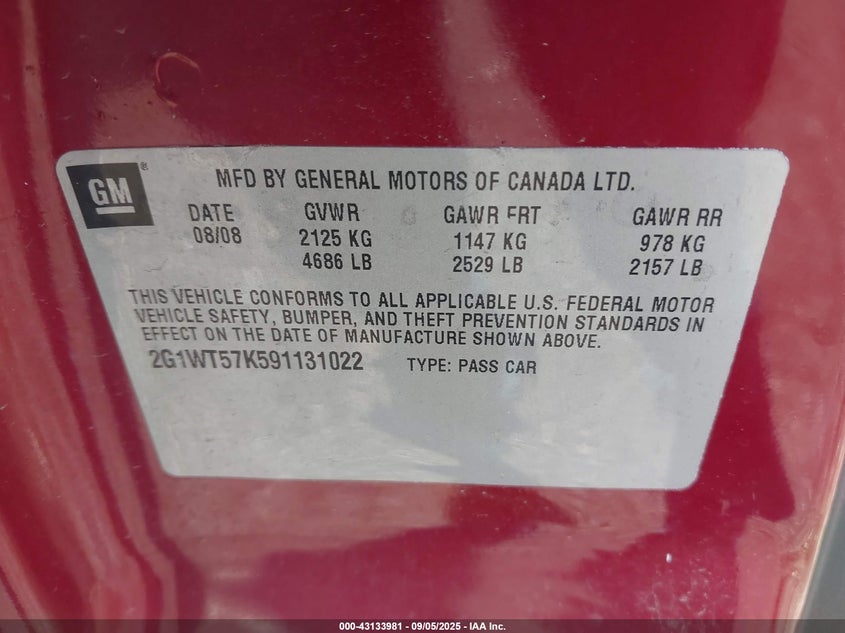 GM®
MFD BY GENERAL MOTORS OF CANADA LTD.
DATE GVWR GAWR FRT GAWR RR
08/08 2125 KG 1147 KG 978 KG
4686 LB 2529 LB 2157 LB
THIS VEHICLE CONFORMS TO ALL APPLICABLE U.S. FEDERAL MOTOR
VEHICLE SAFETY, BUMPER, AND THEFT PREVENTION STANDARDS IN
EFFECT ON THE DATE OF MANUFACTURE SHOWN ABOVE.
2G1WT57K591131022 TYPE: PASS CAR
000-43133981 - 09/05/2025 - IAA Inc.